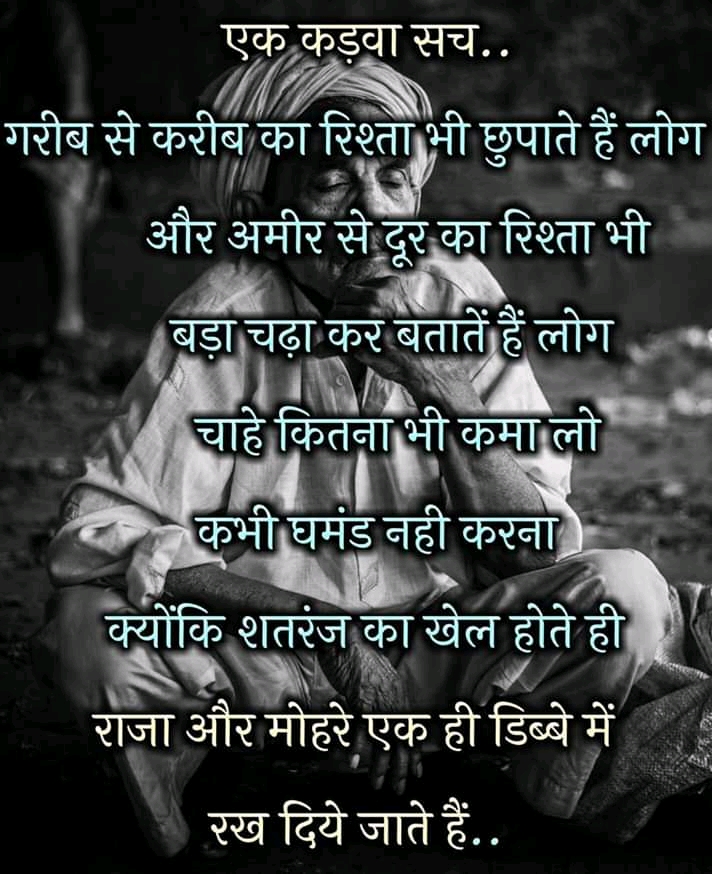 एक कड़वा सच..
गरीब से करीब का रिश्ता भी छुपाते हैं लोग
और अमीर से दूर का रिश्ता भी
बड़ा चढ़ा कर बतातें हैं लोग
चाहे कितना भी कमा लो
कभी घमंड नही करना
क्योंकि शतरंज का खेल होते ही
राजा और मोहरे एक ही डिब्बे में
रख दिये जाते हैं..